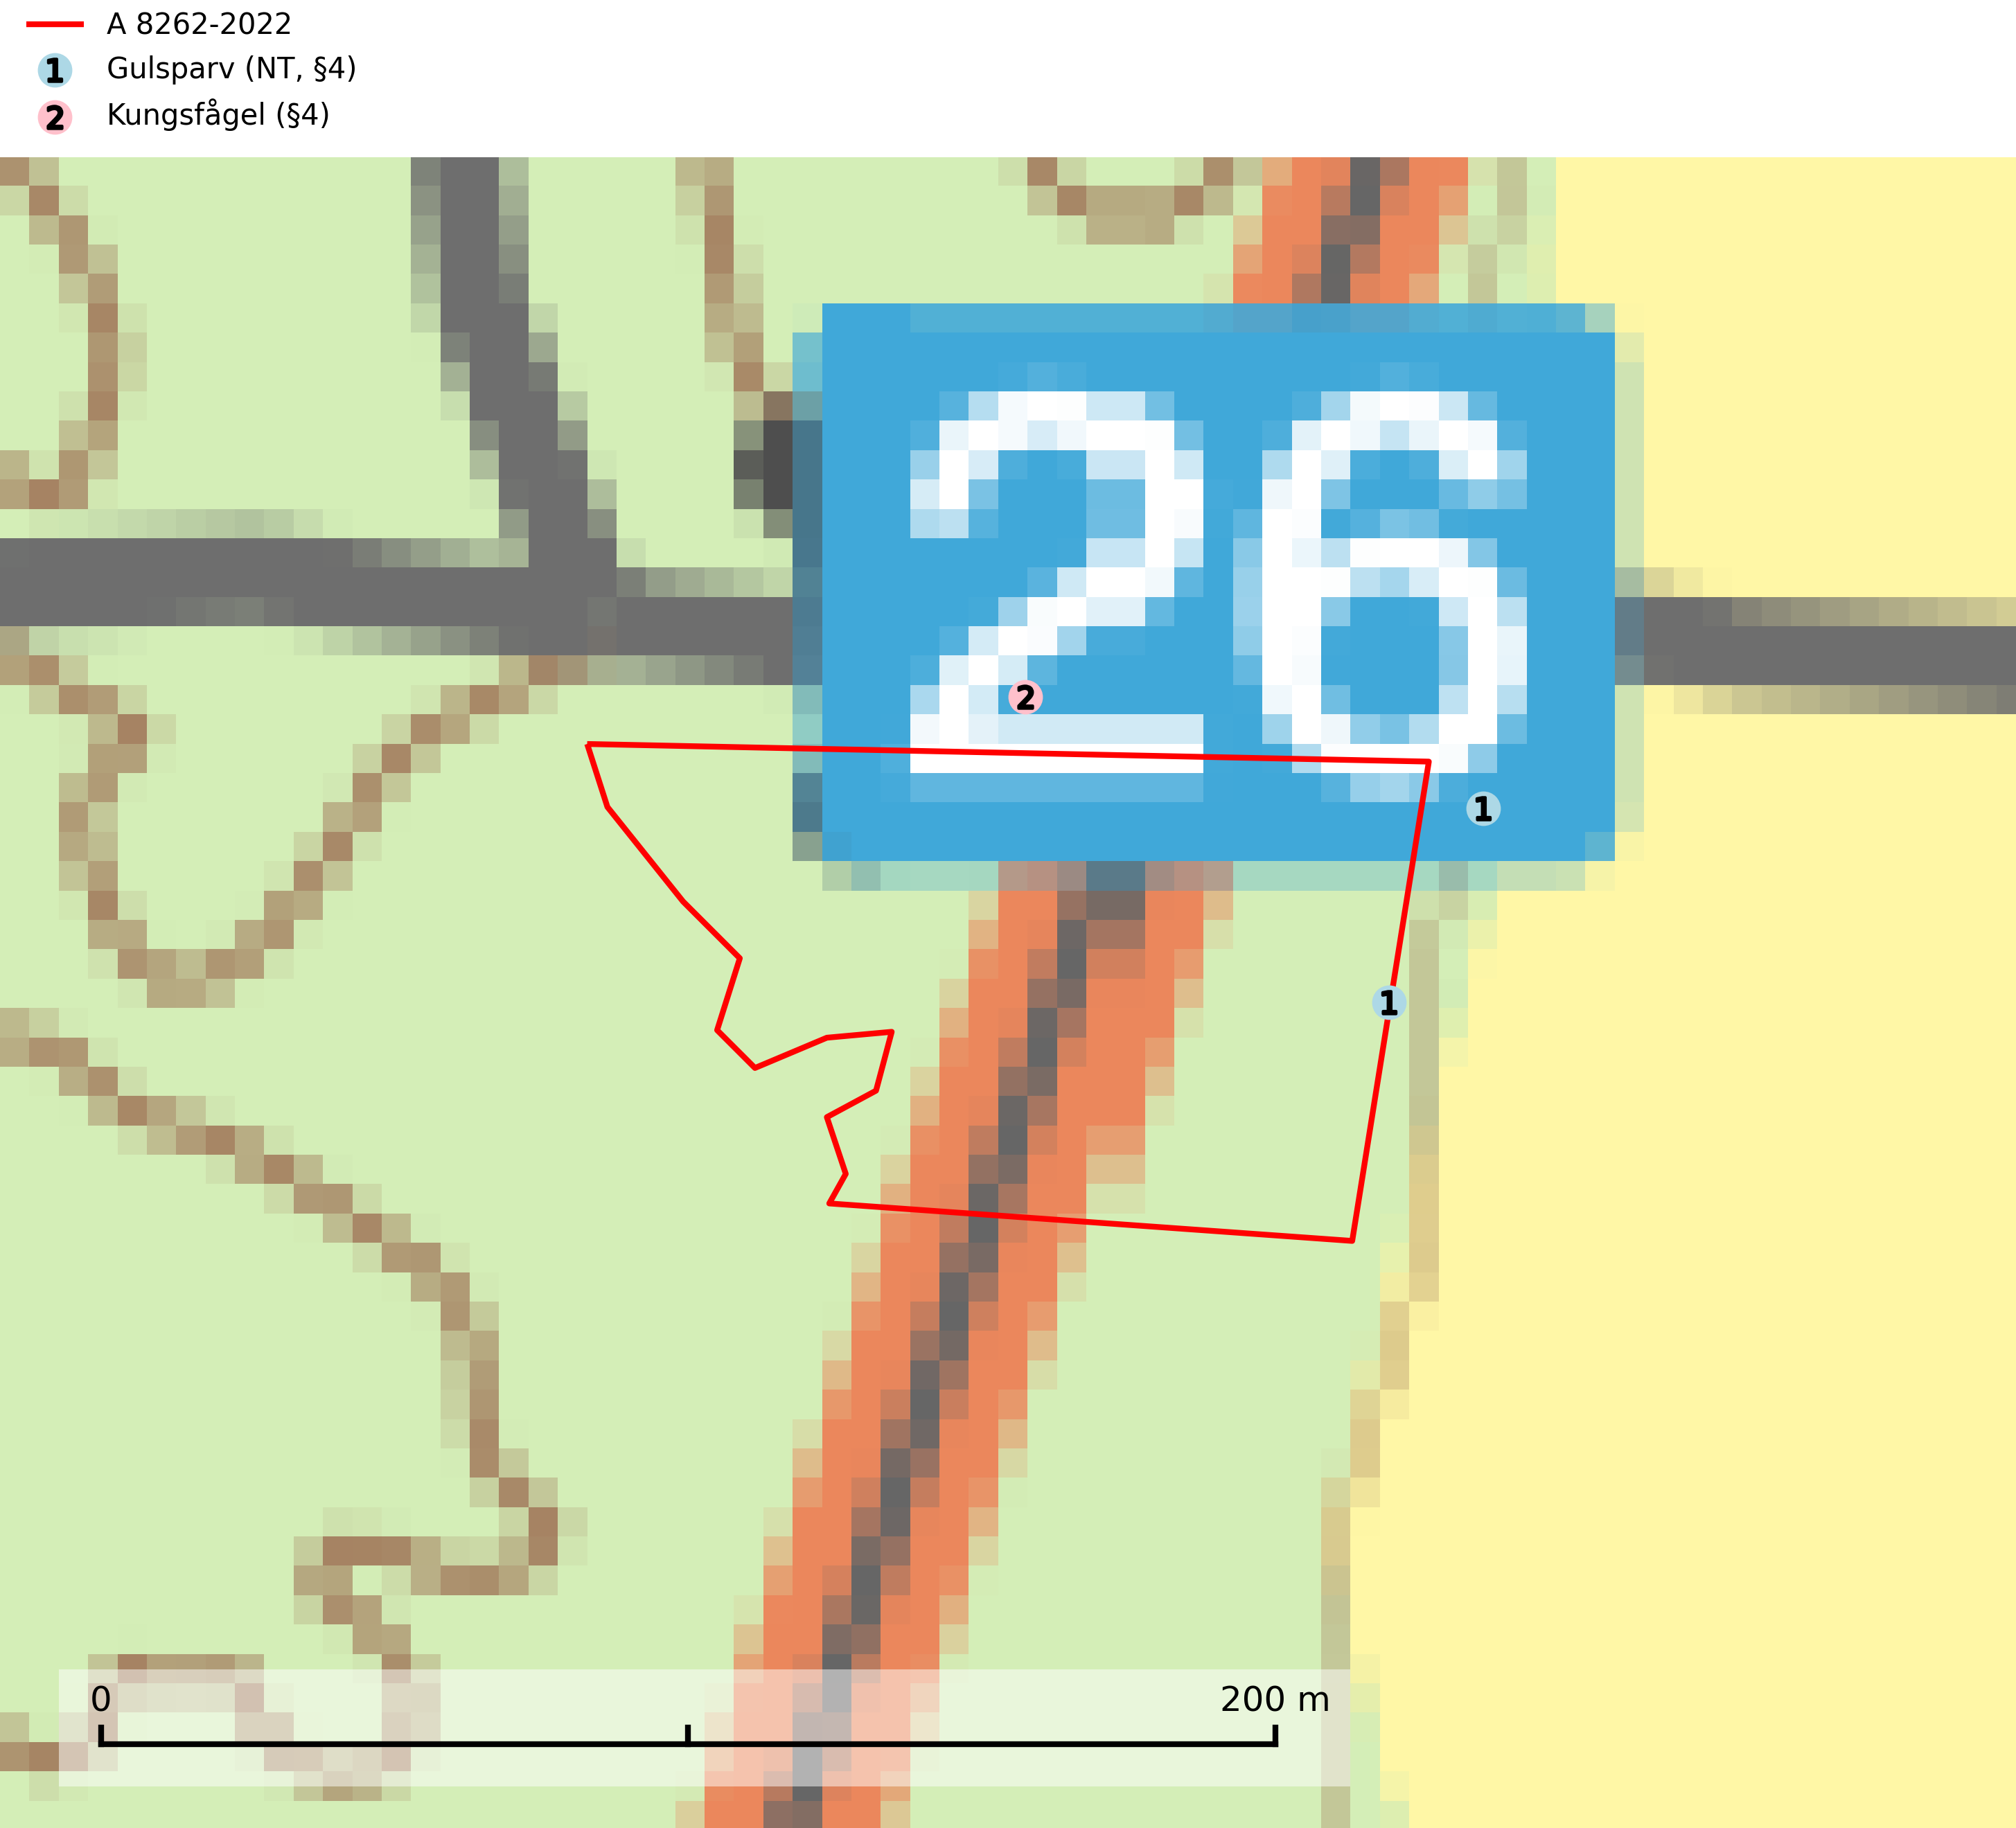 A 8262-2022
1 Gulsparv (NT, §4)
2 Kungsfågel (§4)
26
2
1
1
0 200 m